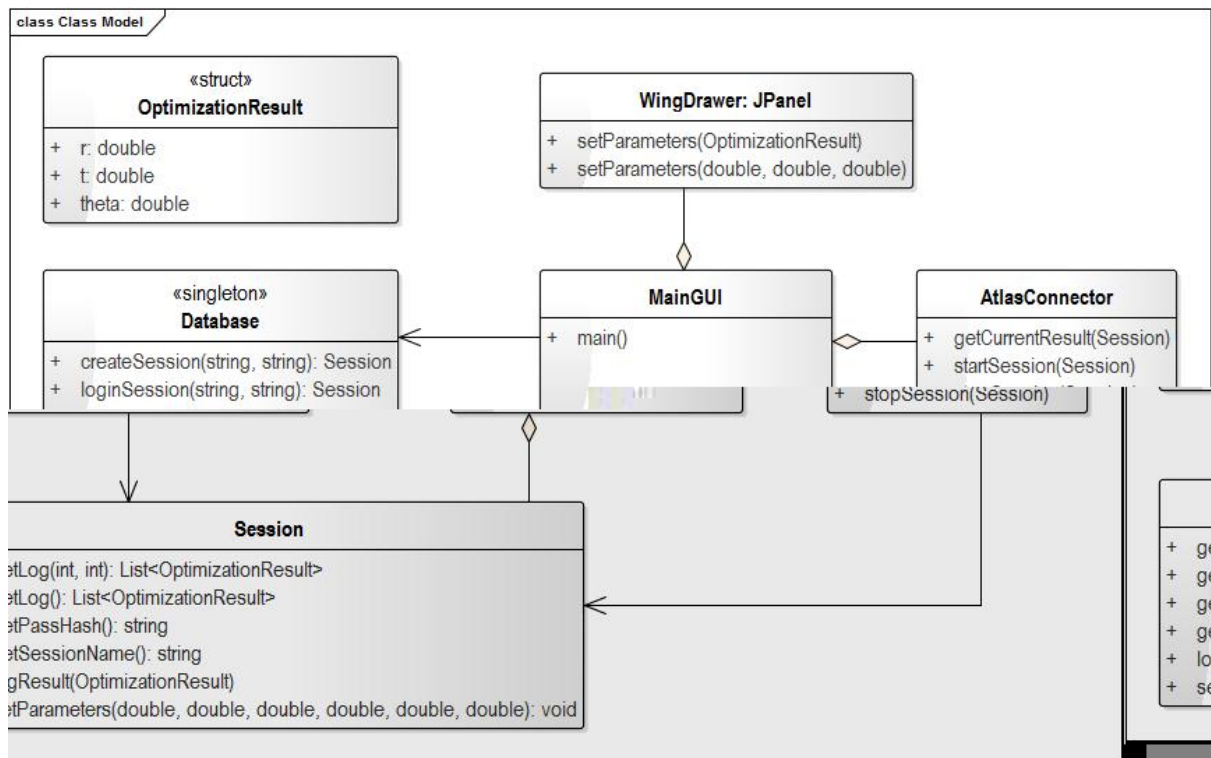 class Class Model
«struct»
OptimizationResult
+ r: double
+ t: double
+ theta: double
WingDrawer: JPanel
+ setParameters(OptimizationResult)
+ setParameters(double, double, double)
«singleton»
Database
+ createSession(string, string): Session
+ loginSession(string, string): Session
MainGUI
+ main()
AtlasConnector
+ getCurrentResult(Session)
+ startSession(Session)
+ stopSession(Session)
Session
etLog(int, int): List<OptimizationResult>
etLog(): List<OptimizationResult>
etPassHash(): string
etSessionName(): string
gResult(OptimizationResult)
etParameters(double, double, double, double, double, double): void
+ ge
+ ge
+ ge
+ ge
+ lo
+ se